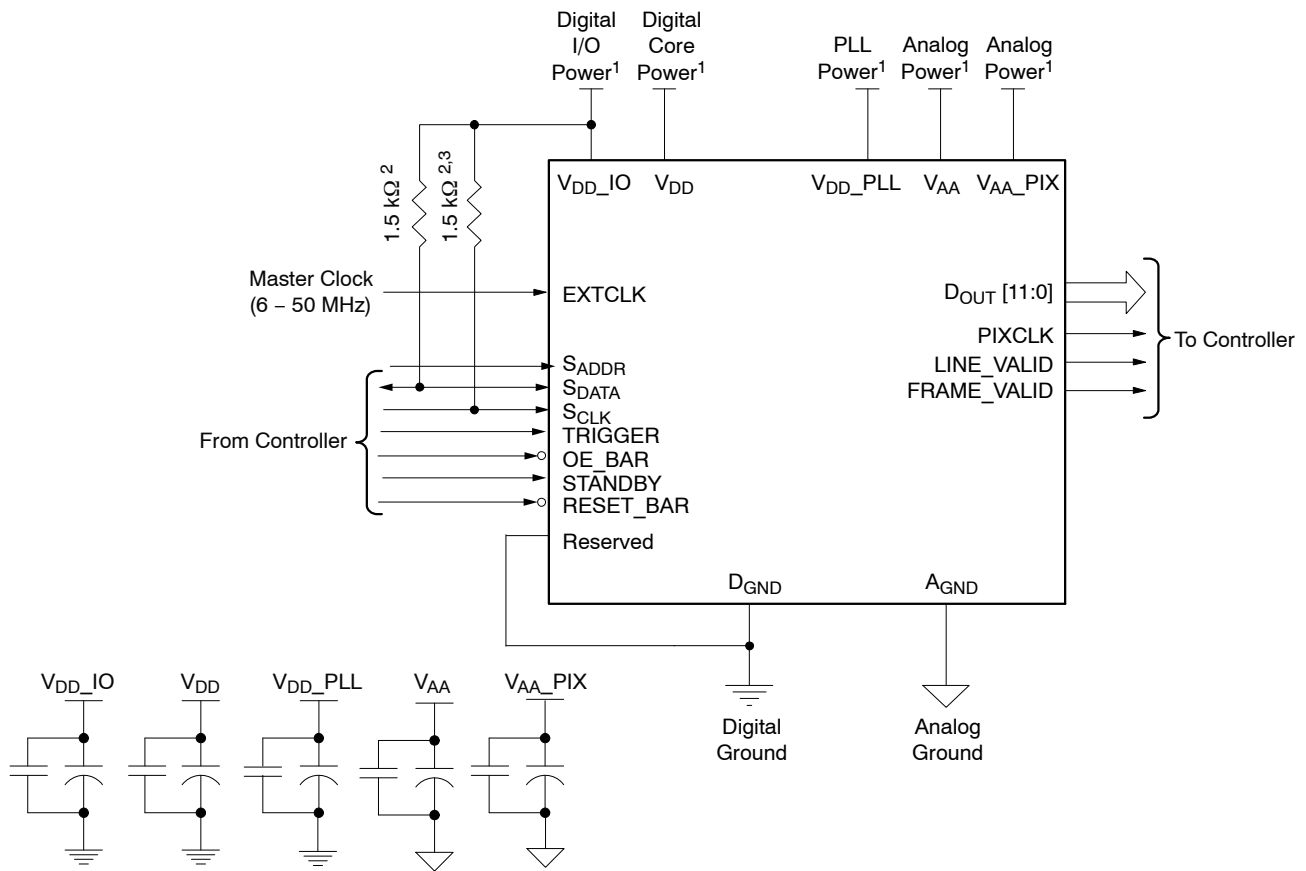 Digital
I/O
Power1
Digital
Core
Power1
PLL
Power1
Analog
Power1
Analog
Power1
1.5 kΩ 2
1.5 kΩ 2,3
VDD_IO
VDD
VDD_PLL
VAA
VAA_PIX
Master Clock
(6 – 50 MHz)
EXTCLK
DOUT [11:0]
PIXCLK
LINE_VALID
FRAME_VALID
To Controller
SADDR
SDATA
SCLK
TRIGGER
OE_BAR
STANDBY
RESET_BAR
Reserved
From Controller
DGND
AGND
Digital
Ground
Analog
Ground
VDD_IO
VDD
VDD_PLL
VAA
VAA_PIX